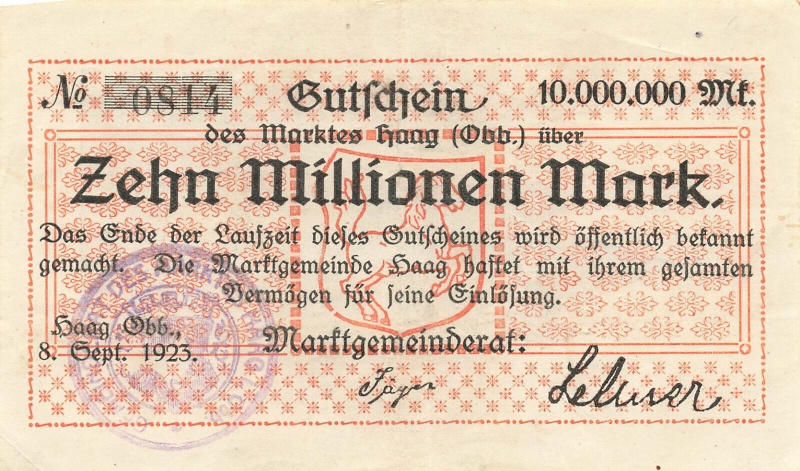 No 0814 Gutschein 10.000.000 Mk.
des Marktes Haag (Obb.) über
Zehn Millionen Mark.
Das Ende der Laufzeit dieses Gutscheines wird öffentlich bekannt
gemacht. Die Marktgemeinde Haag haftet mit ihrem gesamten
Vermögen für seine Einlösung.
Haag Obb.,
8. Sept. 1923.
Marktgemeinderat: